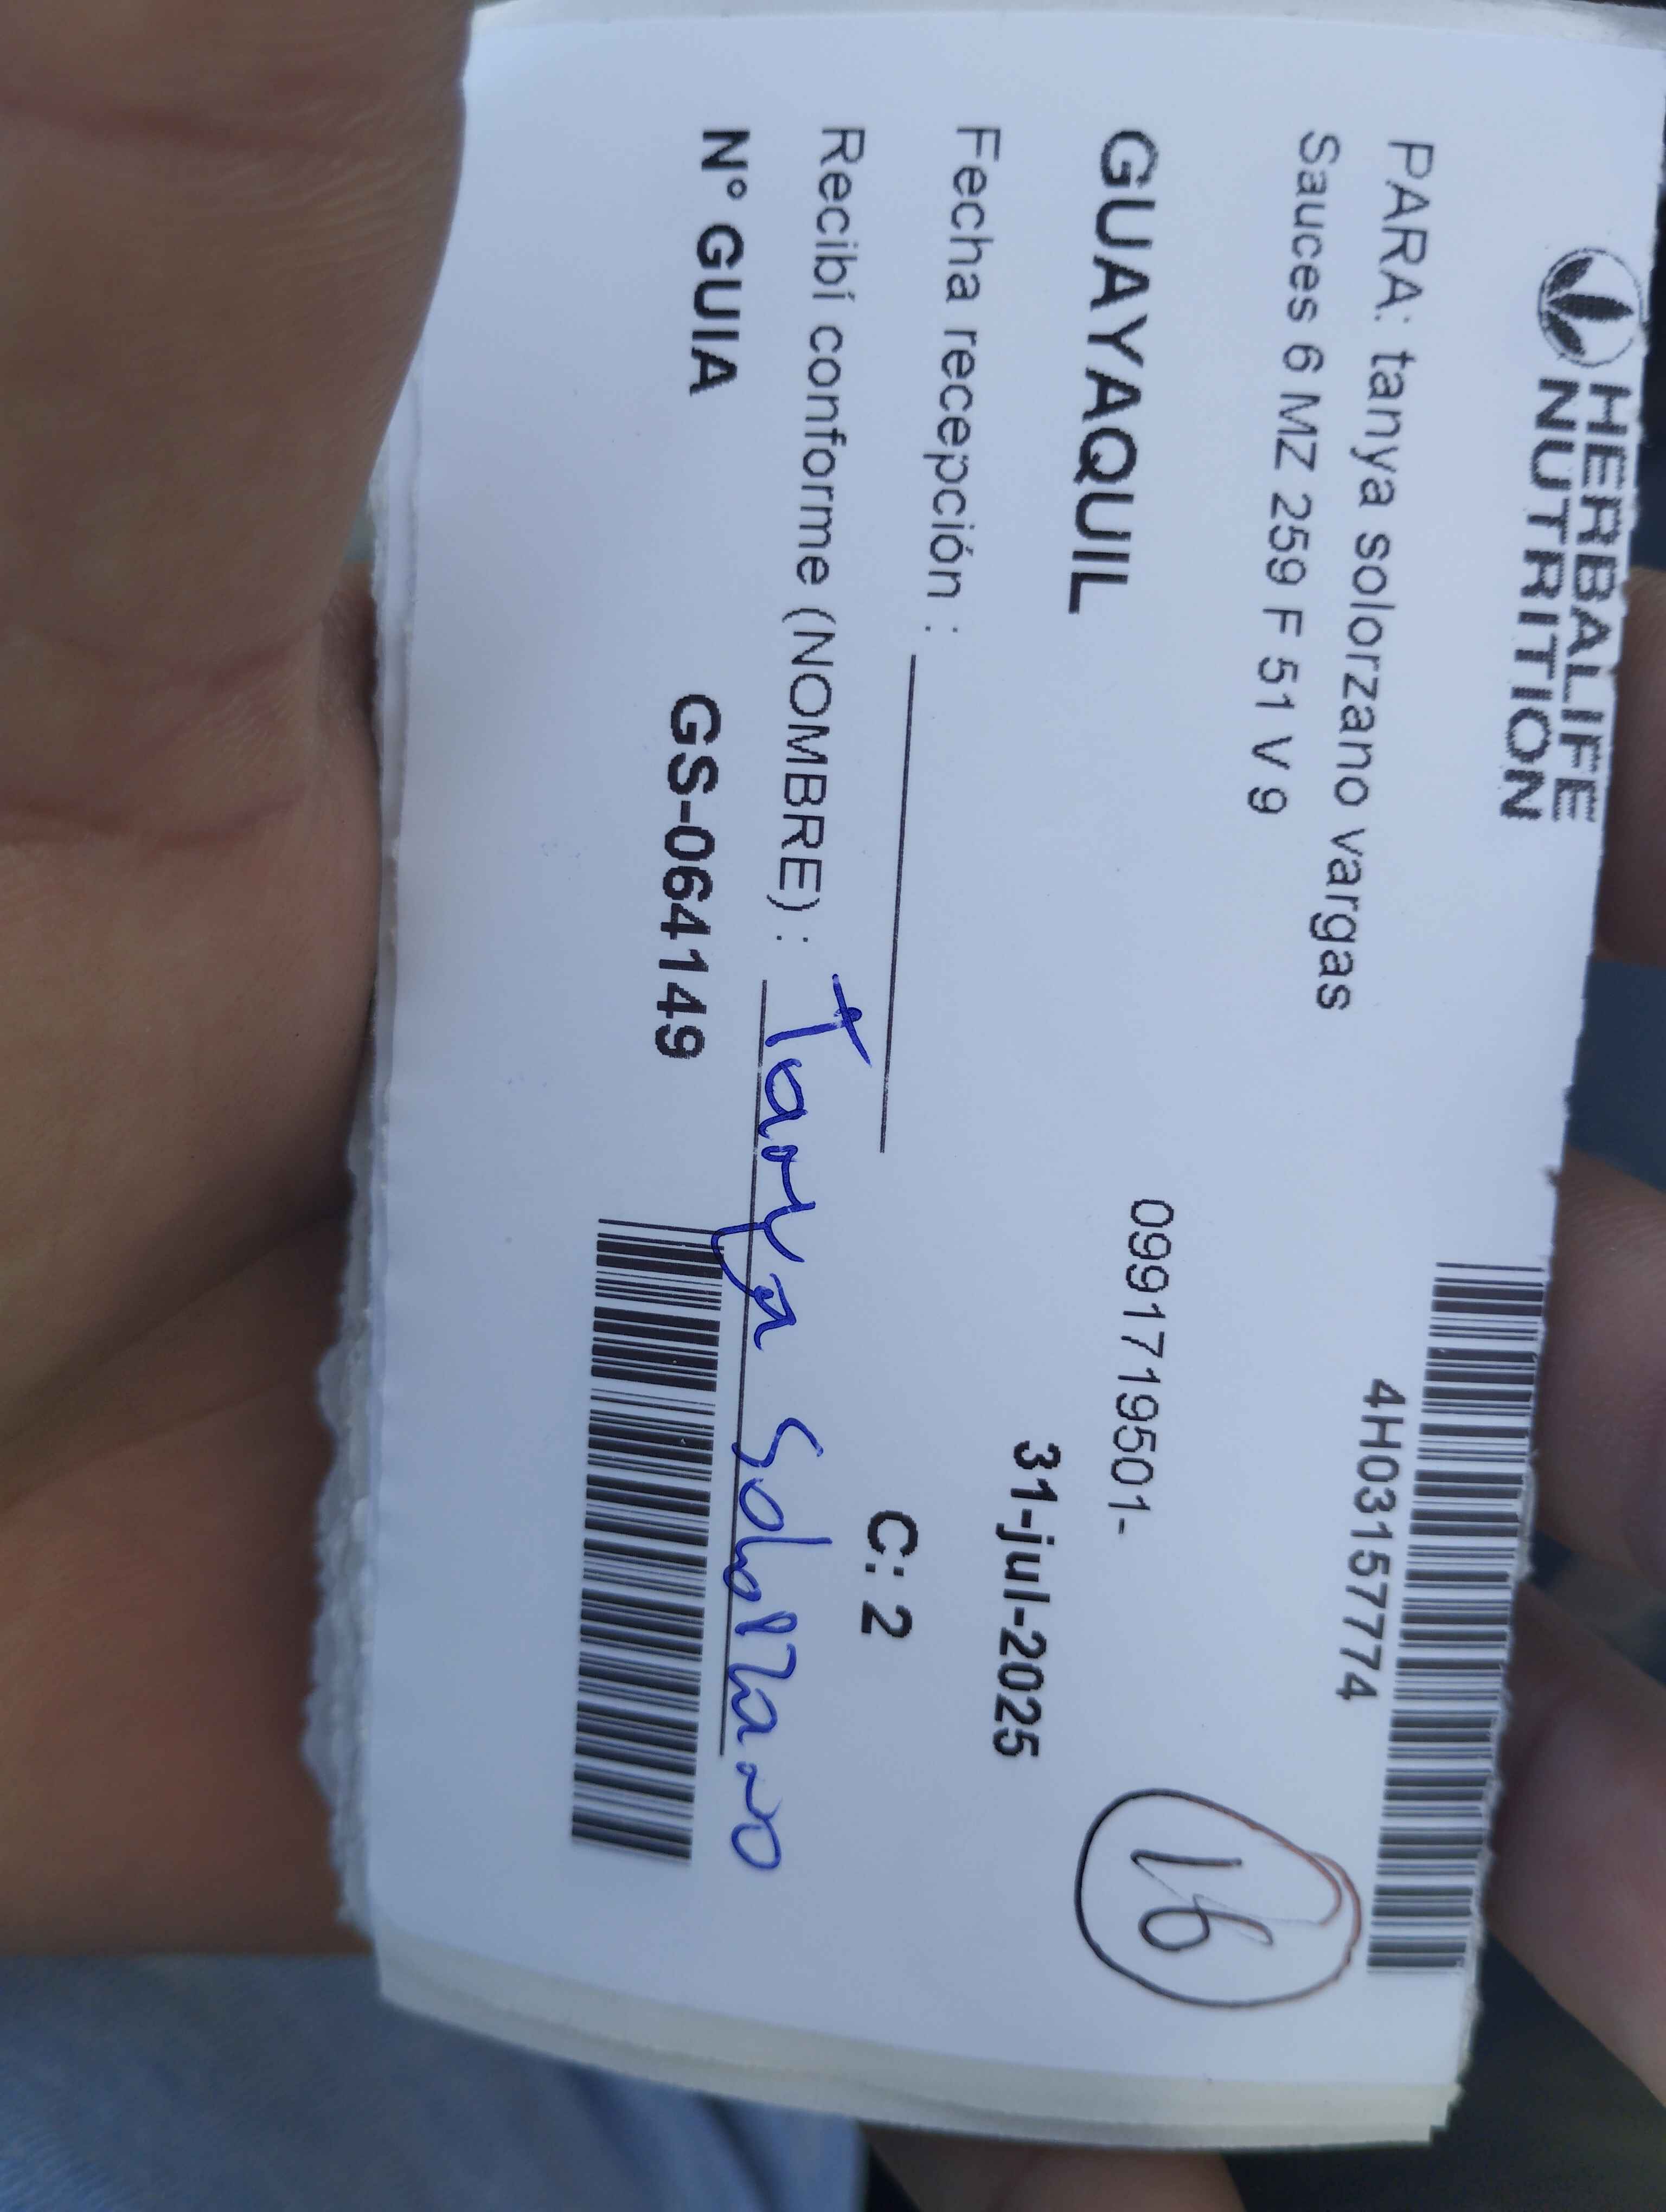 HERBALIFE
NUTRITION
4H03157774
PARA: tanya solorzano vargas
Sauces 6 MZ 259 F 51 V 9
16
GUAYAQUIL 0991719501-
31-jul-2025
Fecha recepción :
C: 2
Recibí conforme (NOMBRE) : Tanya Solorzano
N° GUIA GS-064149